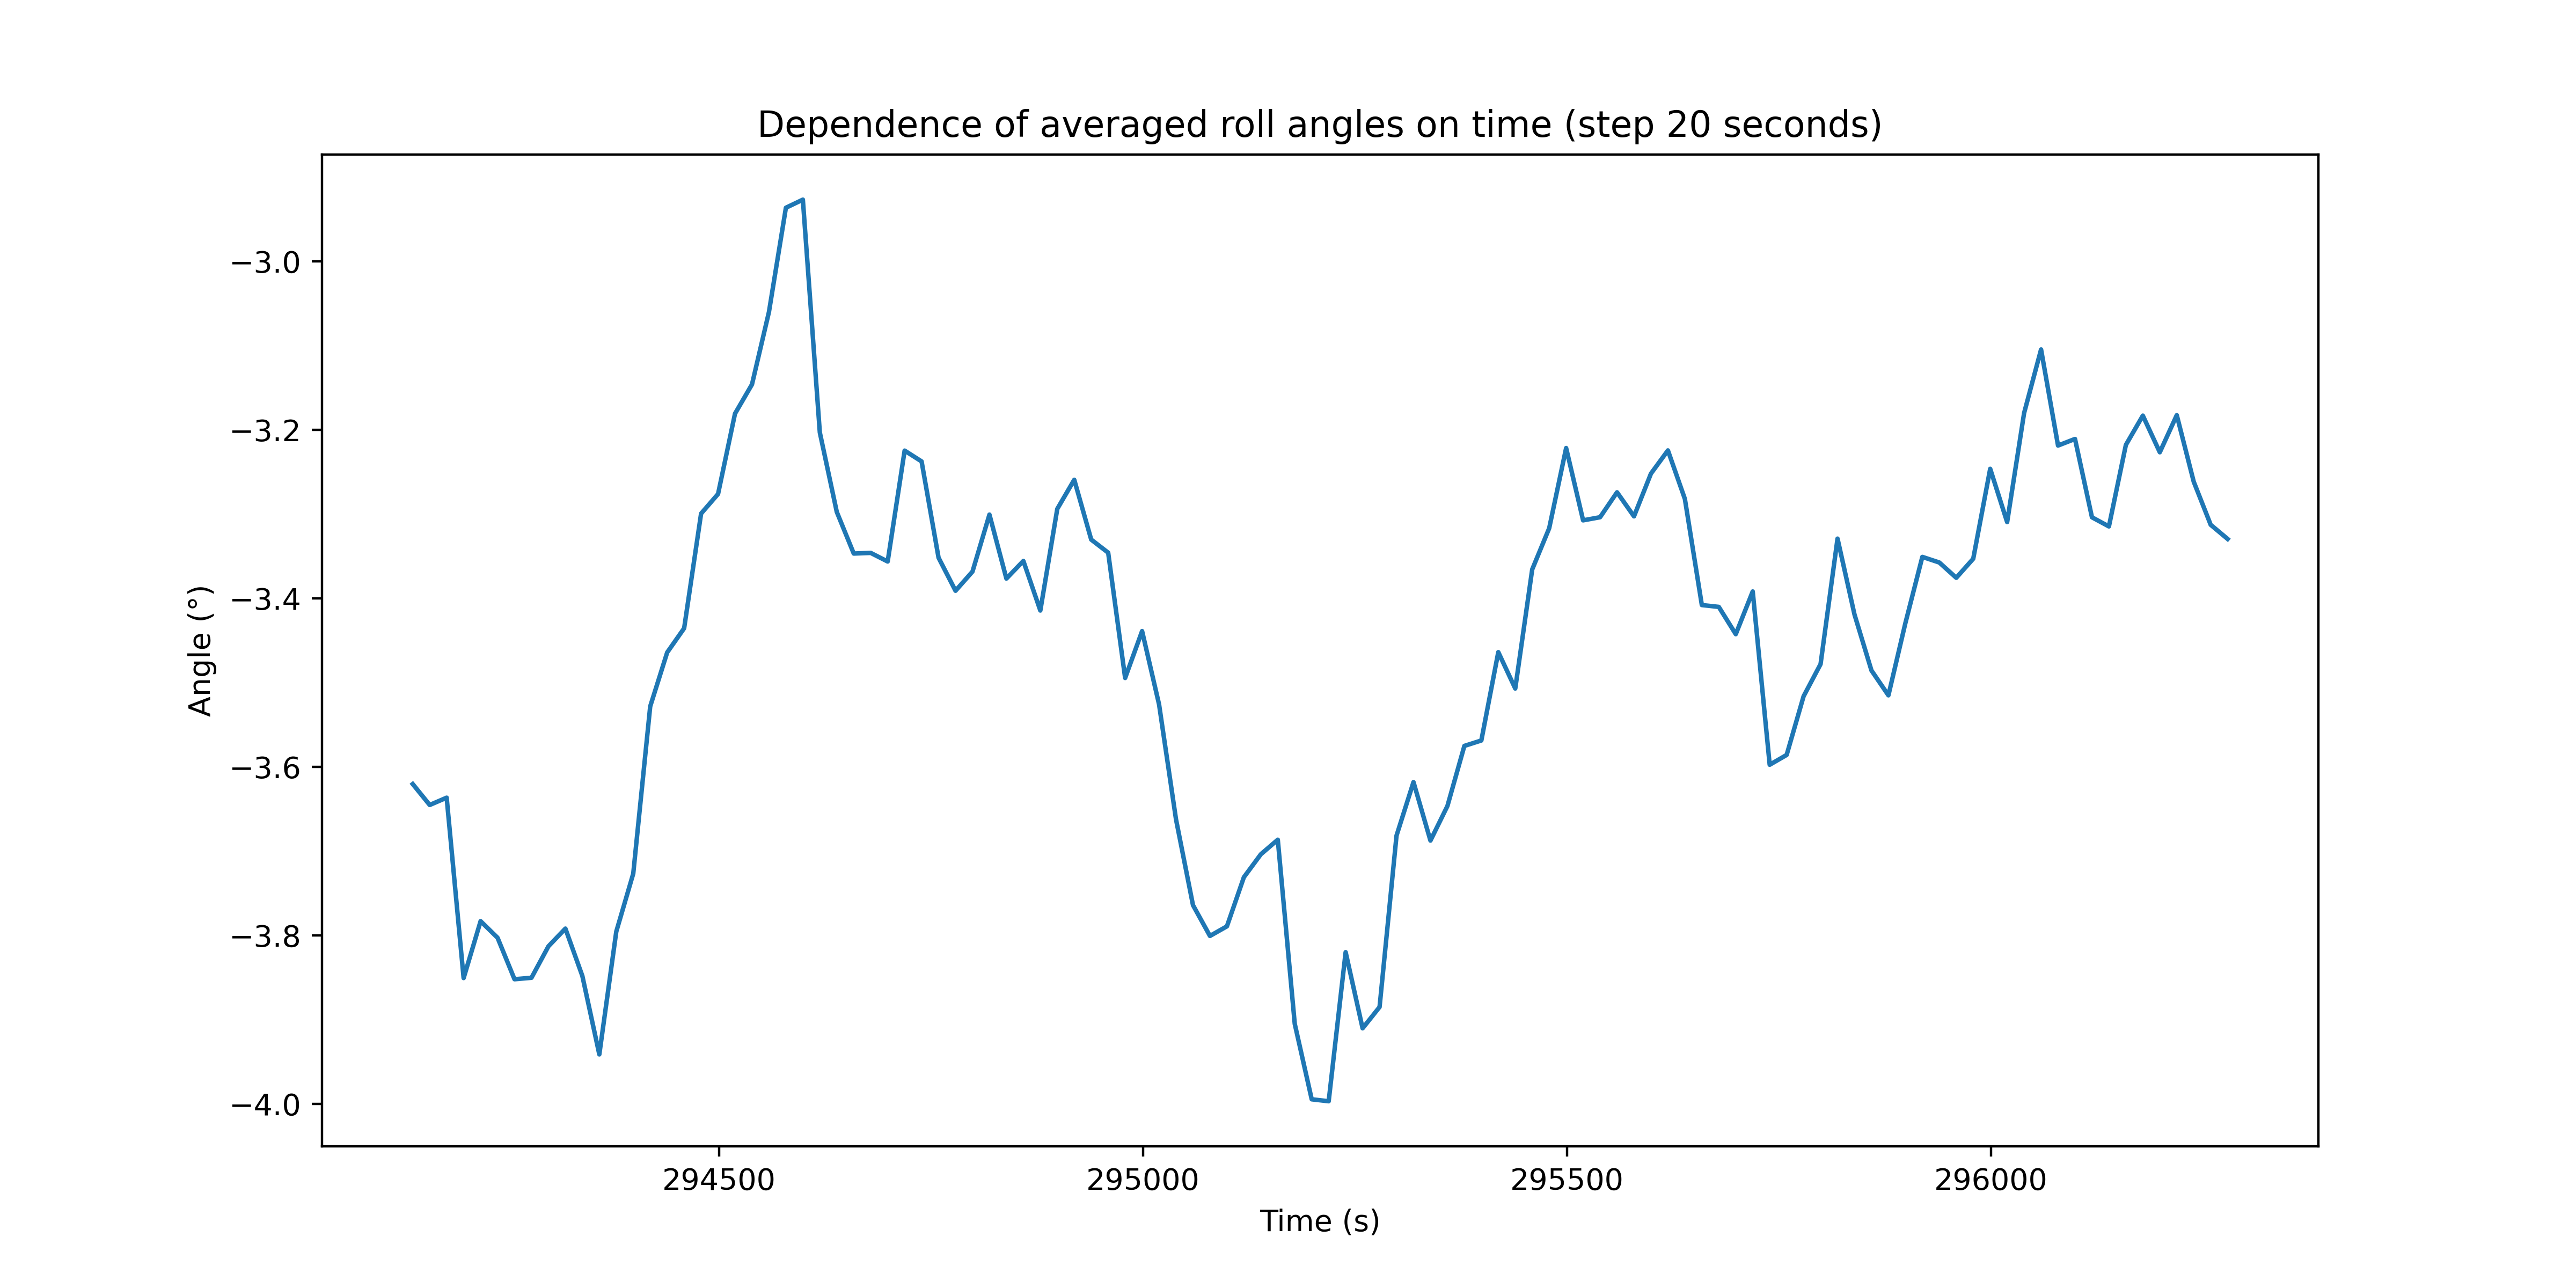 Dependence of averaged roll angles on time (step 20 seconds)
−3.0
−3.2
−3.4
−3.6
−3.8
−4.0
Angle (°)
294500 295000 295500 296000
Time (s)